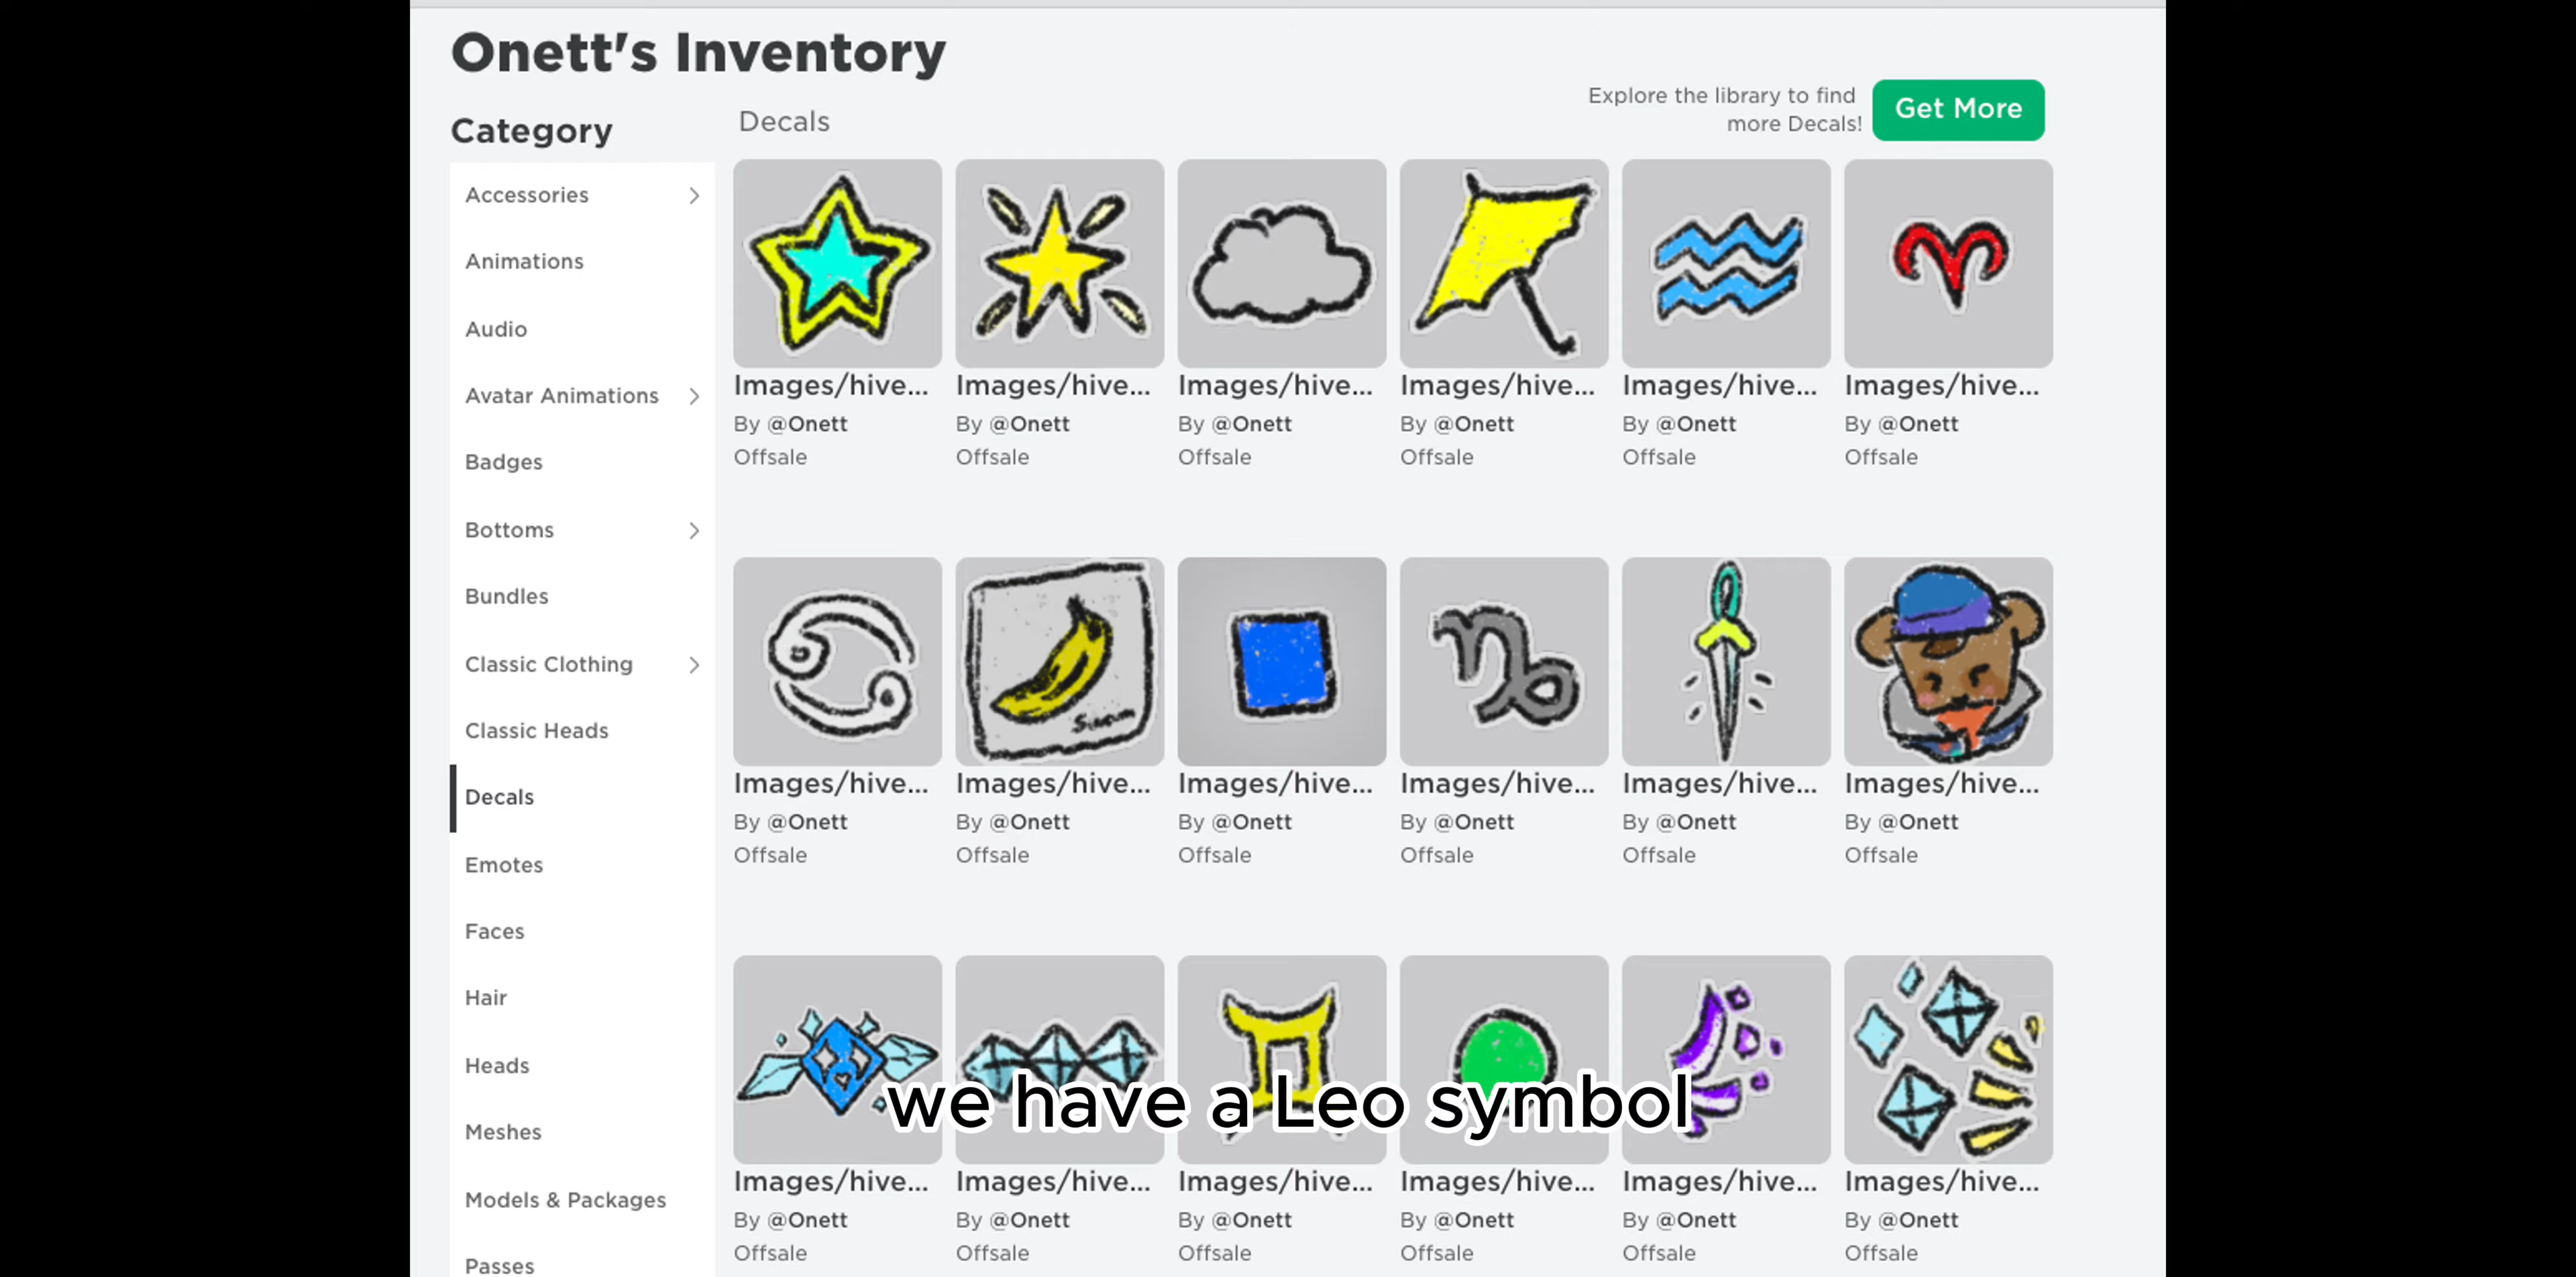 Onett's Inventory
Explore the library to find
more Decals!
Get More
Category
Decals
Accessories
Animations
Audio
Avatar Animations
Badges
Bottoms
Bundles
Classic Clothing
Classic Heads
Decals
Emotes
Faces
Hair
Heads
Meshes
Models & Packages
Passes
Images/hive... Images/hive... Images/hive... Images/hive... Images/hive... Images/hive...
By @Onett By @Onett By @Onett By @Onett By @Onett By @Onett
Offsale Offsale Offsale Offsale Offsale Offsale
Images/hive... Images/hive... Images/hive... Images/hive... Images/hive... Images/hive...
By @Onett By @Onett By @Onett By @Onett By @Onett By @Onett
Offsale Offsale Offsale Offsale Offsale Offsale
we have a Leo symbol
Images/hive... Images/hive... Images/hive... Images/hive... Images/hive... Images/hive...
By @Onett By @Onett By @Onett By @Onett By @Onett By @Onett
Offsale Offsale Offsale Offsale Offsale Offsale